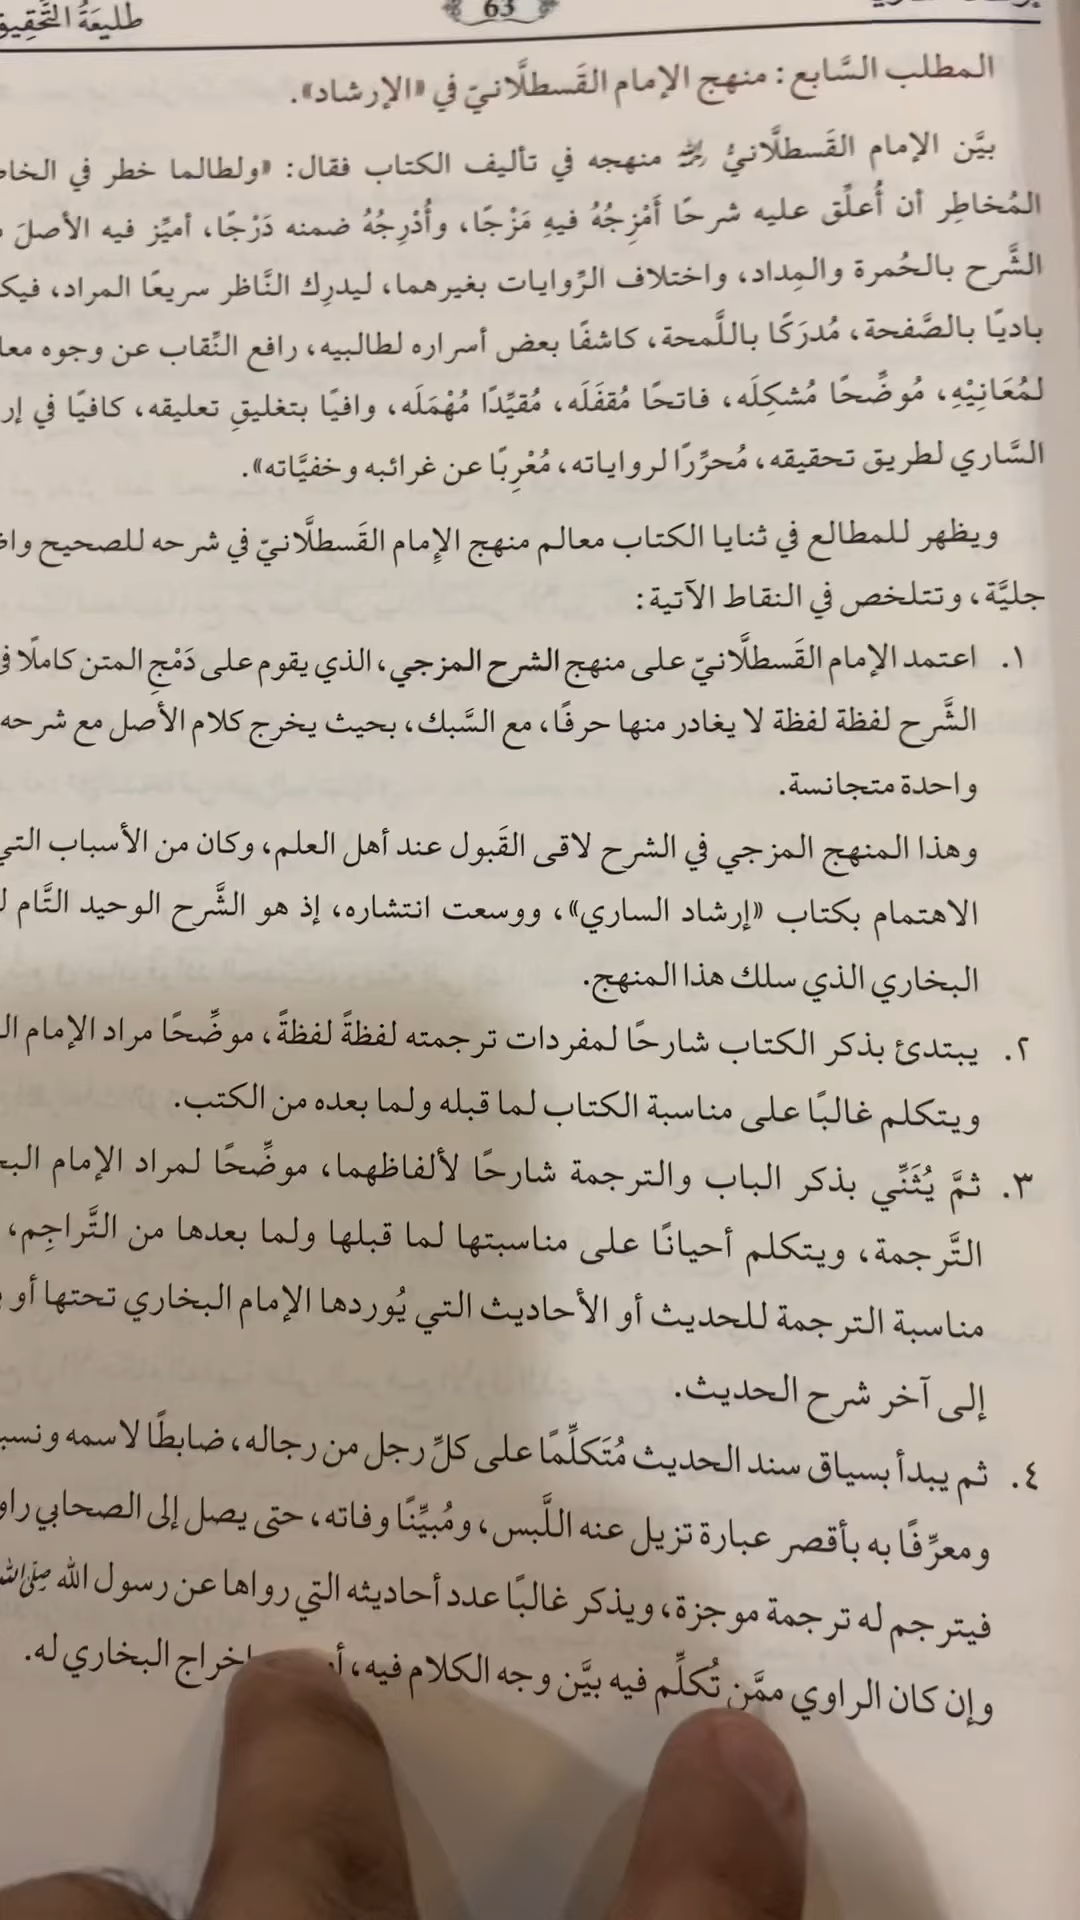 63
طليعَةُ التَّحقِيق
المطلب السَّابع: منهج الإمام القَسطلَّانيّ في «الإرشاد».
بيَّن الإمام القَسطلَّانيُّ رحمه الله منهجه في تأليف الكتاب فقال: «ولطالما خطر في
المُخاطِر أن أُعلِّق عليه شرحًا أَمْزِجُهُ فيهِ مَزْجًا، وأُدْرِجُهُ ضمنه دَرْجًا، أميِّز فيه الأصلَ
الشَّرح بالحُمرة والمِداد، واختلاف الرِّوايات بغيرهما، ليدرِك النَّاظر سريعًا المراد،
باديًا بالصَّفحة، مُدرَكًا باللَّمحة، كاشفًا بعض أسراره لطالبيه، رافع النِّقاب عن وجوه
لمُعَانِيْهِ، مُوضِّحًا مُشكِلَه، فاتحًا مُقفَلَه، مُقيِّدًا مُهْمَلَه، وافيًا بتغليقِ تعليقه، كافيًا في
السَّاري لطريق تحقيقه، مُحرِّرًا لرواياته، مُعْرِبًا عن غرائبه وخفيَّاته».
ويظهر للمطالع في ثنايا الكتاب معالم منهج الإمام القَسطلَّانيّ في شرحه للصحيح
جليَّة، وتتلخص في النقاط الآتية:
١. اعتمد الإمام القَسطلَّانيّ على منهج الشرح المزجي، الذي يقوم على دَمْجِ المتن كاملًا
الشَّرح لفظة لفظة لا يغادر منها حرفًا، مع السَّبك، بحيث يخرج كلام الأصل مع شرحه
واحدة متجانسة.
وهذا المنهج المزجي في الشرح لاقى القَبول عند أهل العلم، وكان من الأسباب التي
الاهتمام بكتاب «إرشاد الساري»، ووسعت انتشاره، إذ هو الشَّرح الوحيد التَّام
البخاري الذي سلك هذا المنهج.
٢. يبتدئ بذكر الكتاب شارحًا لمفردات ترجمته لفظةً لفظةً، موضِّحًا مراد الإمام
ويتكلم غالبًا على مناسبة الكتاب لما قبله ولما بعده من الكتب.
٣. ثمَّ يُثَنِّي بذكر الباب والترجمة شارحًا لألفاظهما، موضِّحًا لمراد الإمام
التَّرجمة، ويتكلم أحيانًا على مناسبتها لما قبلها ولما بعدها من التَّراجِم،
مناسبة الترجمة للحديث أو الأحاديث التي يُوردها الإمام البخاري تحتها أو
إلى آخر شرح الحديث.
٤. ثم يبدأ بسياق سند الحديث مُتَكلِّمًا على كلِّ رجل من رجاله، ضابطًا لاسمه
ومعرِّفًا به بأقصر عبارة تزيل عنه اللَّبس، ومُبيِّنًا وفاته، حتى يصل إلى الصحابي
فيترجم له ترجمة موجزة، ويذكر غالبًا عدد أحاديثه التي رواها عن رسول الله صلى الله
وإن كان الراوي ممَّن تُكلِّم فيه بيَّن وجه الكلام فيه، إخراج البخاري له.